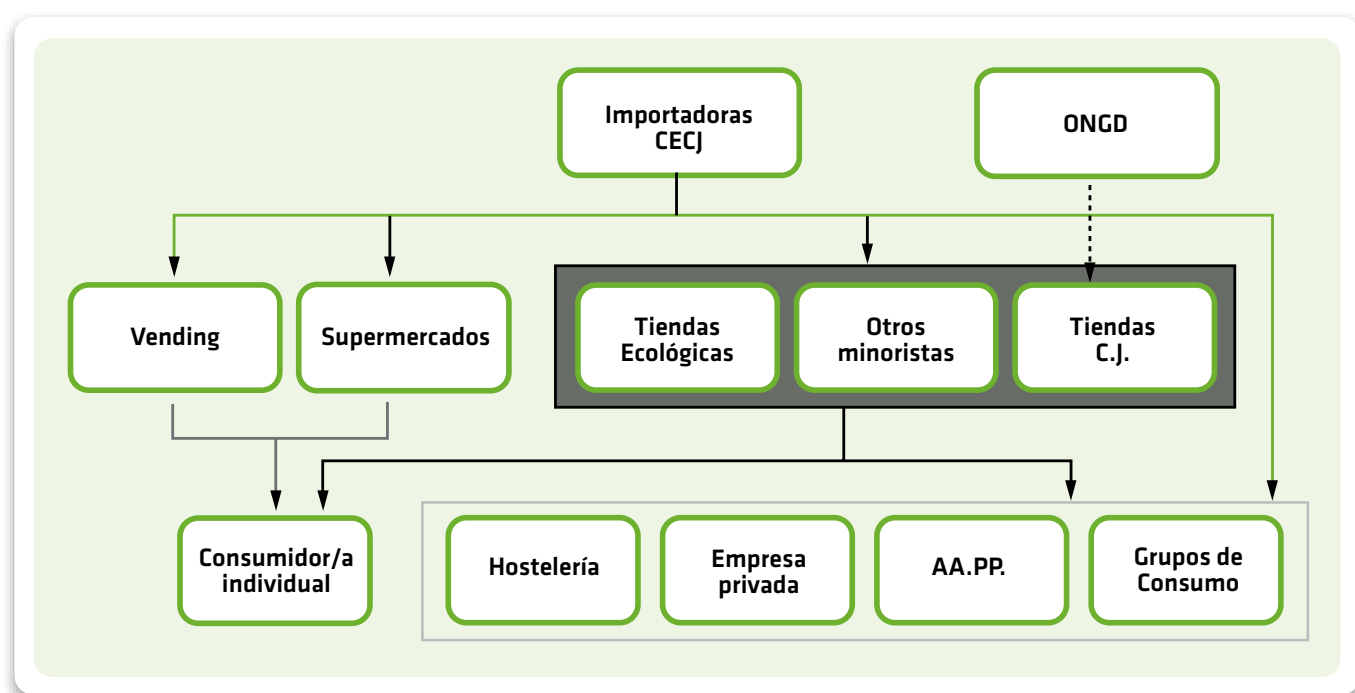 Importadoras
CECJ
ONGD
Vending
Supermercados
Tiendas
Ecológicas
Otros
minoristas
Tiendas
C.J.
Consumidor/a
individual
Hostelería
Empresa
privada
AA.PP.
Grupos de
Consumo